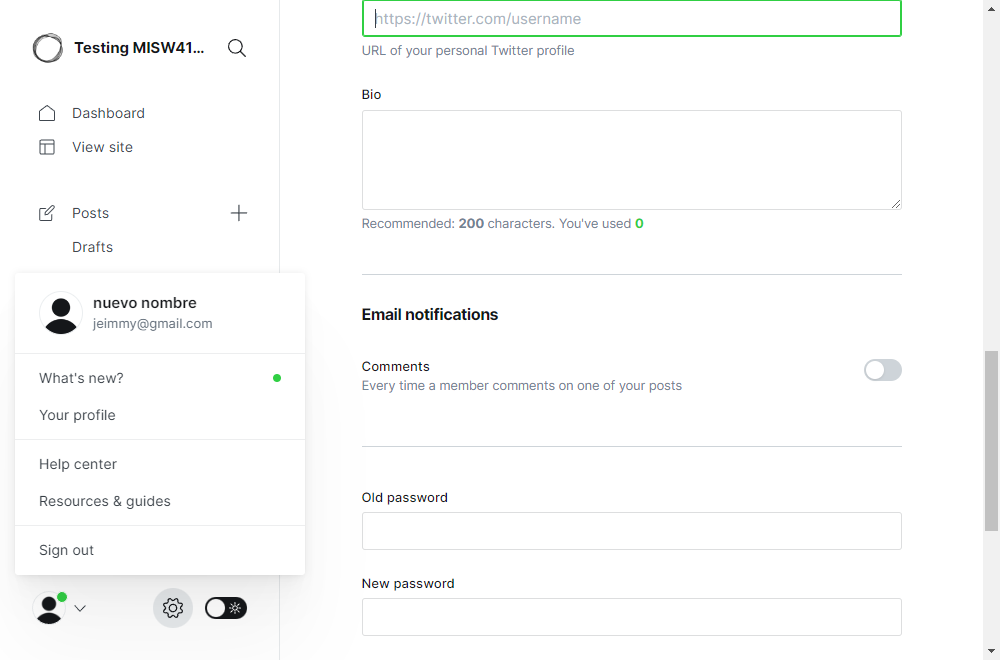 Testing MISW41...
Dashboard
View site
Posts
Drafts
nuevo nombre
jeimmy@gmail.com
What's new?
Your profile
Help center
Resources & guides
Sign out
https://twitter.com/username
URL of your personal Twitter profile
Bio
Recommended: 200 characters. You've used 0
Email notifications
Comments
Every time a member comments on one of your posts
Old password
New password